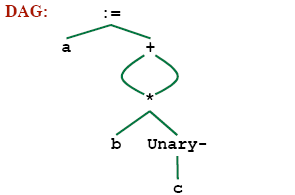 DAG: :=
a +
*
b Unary-
c